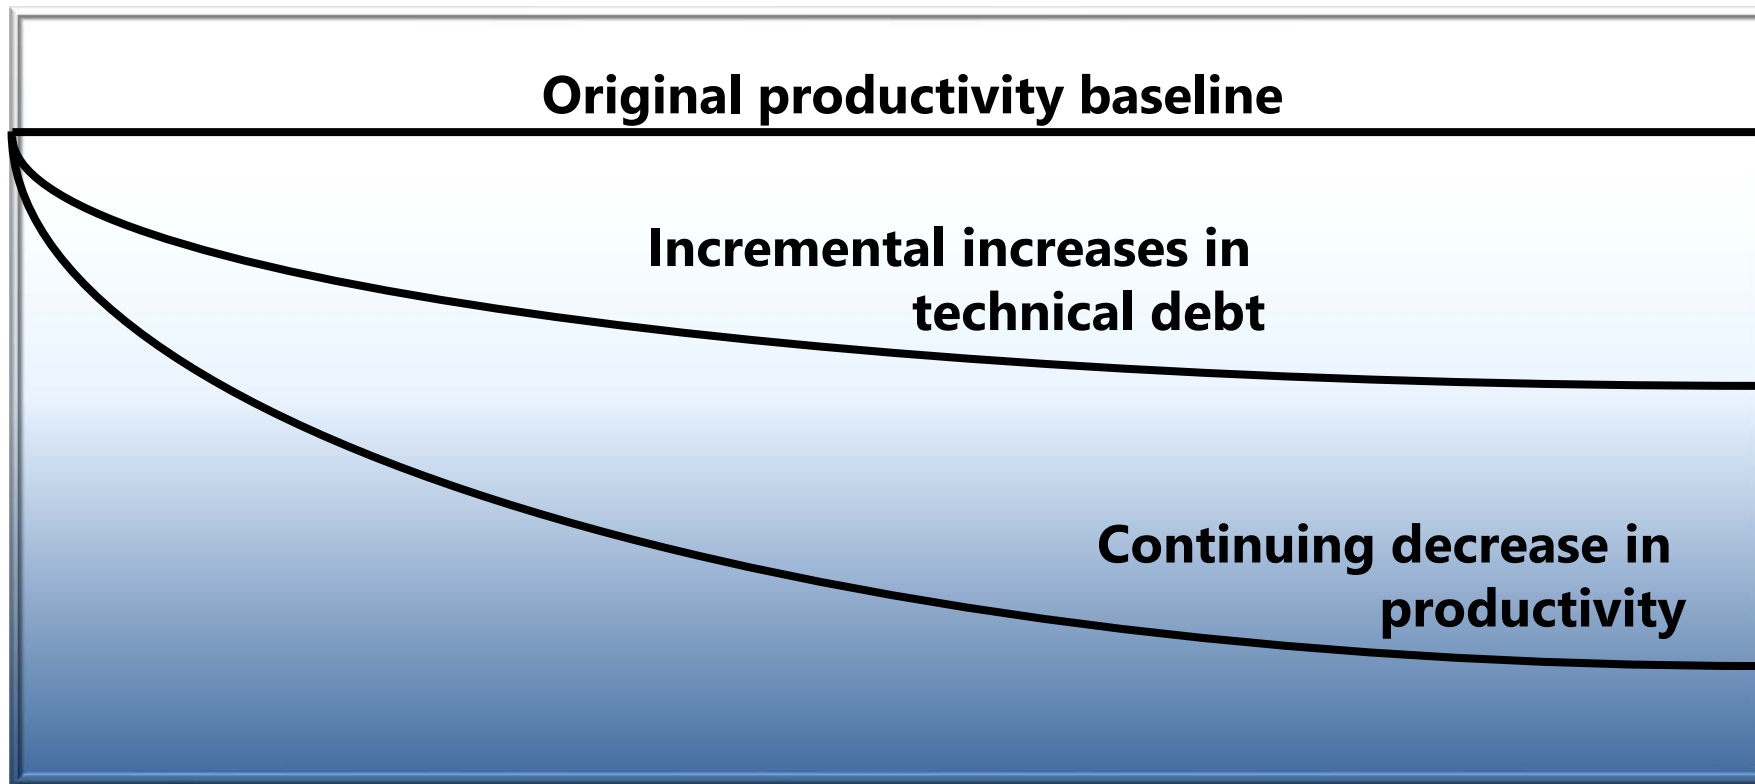 Original productivity baseline
Incremental increases in
technical debt
Continuing decrease in
productivity